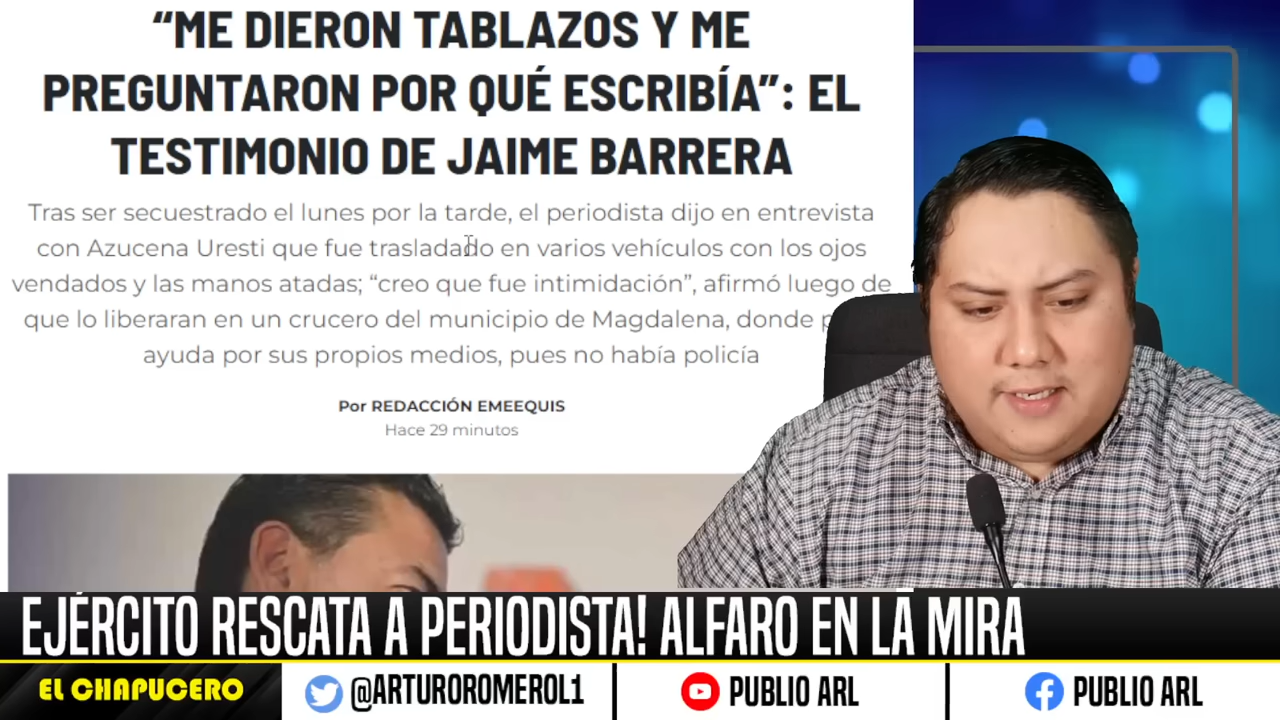 “ME DIERON TABLAZOS Y ME
PREGUNTARON POR QUÉ ESCRIBÍA”: EL
TESTIMONIO DE JAIME BARRERA
Tras ser secuestrado el lunes por la tarde, el periodista dijo en entrevista
con Azucena Uresti que fue trasladado en varios vehículos con los ojos
vendados y las manos atadas; “creo que fue intimidación”, afirmó luego de
que lo liberaran en un crucero del municipio de Magdalena, donde
ayuda por sus propios medios, pues no había policía
Por REDACCIÓN EMEEQUIS
Hace 29 minutos
EJÉRCITO RESCATA A PERIODISTA! ALFARO EN LA MIRA
EL CHAPUCERO
@ARTUROROMEROL1
PUBLIO ARL
PUBLIO ARL